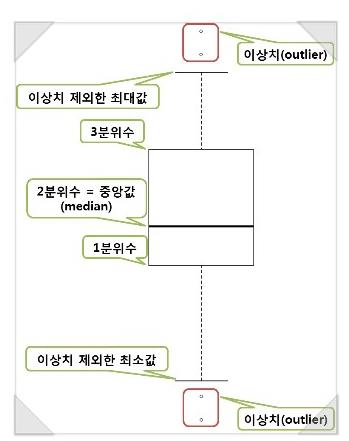 이상치(outlier)
이상치 제외한 최대값
3분위수
2분위수 = 중앙값
(median)
1분위수
이상치 제외한 최소값
이상치(outlier)